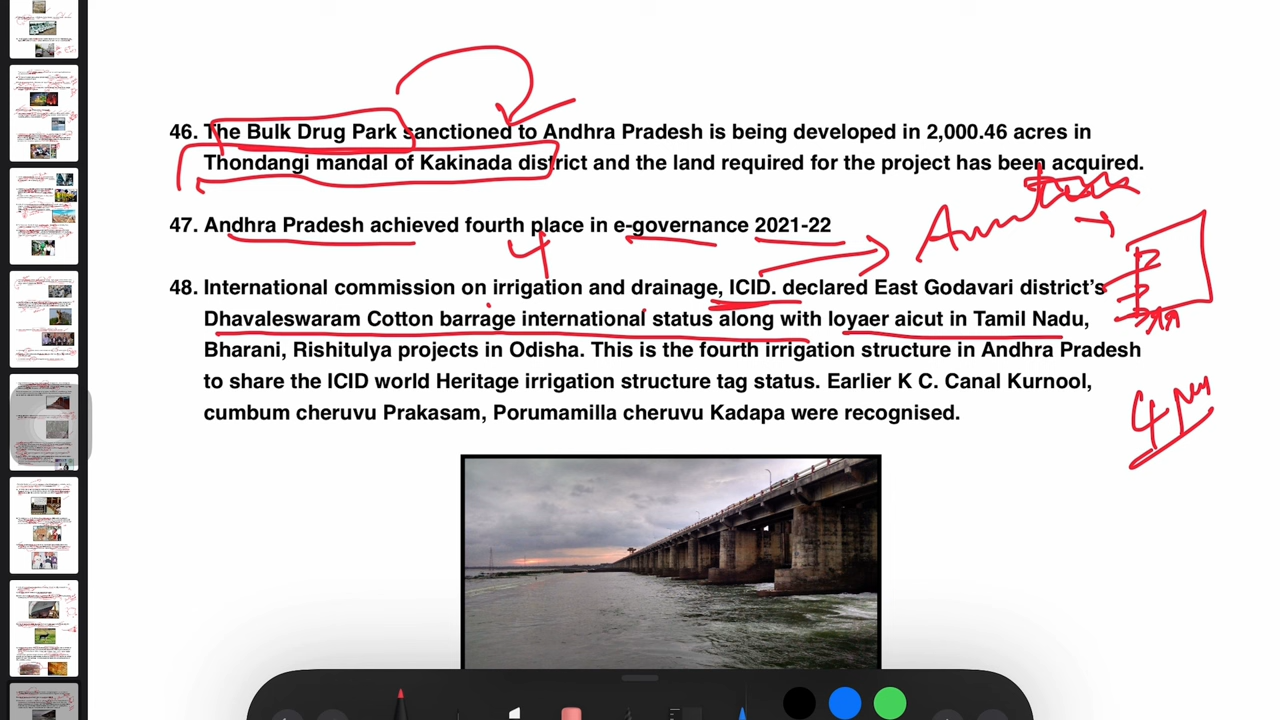 46. The Bulk Drug Park sanctioned to Andhra Pradesh is being developed in 2,000.46 acres in
Thondangi mandal of Kakinada district and the land required for the project has been acquired.
47. Andhra Pradesh achieved fourth place in e-governance 2021-22
4
48. International commission on irrigation and drainage, ICID. declared East Godavari district's
Dhavaleswaram Cotton barrage international status along with loyaer aicut in Tamil Nadu,
Bharani, Rishitulya projects in Odisha. This is the fourth irrigation structure in Andhra Pradesh
to share the ICID world Heritage irrigation structure tag status. Earlier K C. Canal Kurnool,
cumbum cheruvu Prakasam, Porumamilla cheruvu Kadapa were recognised.